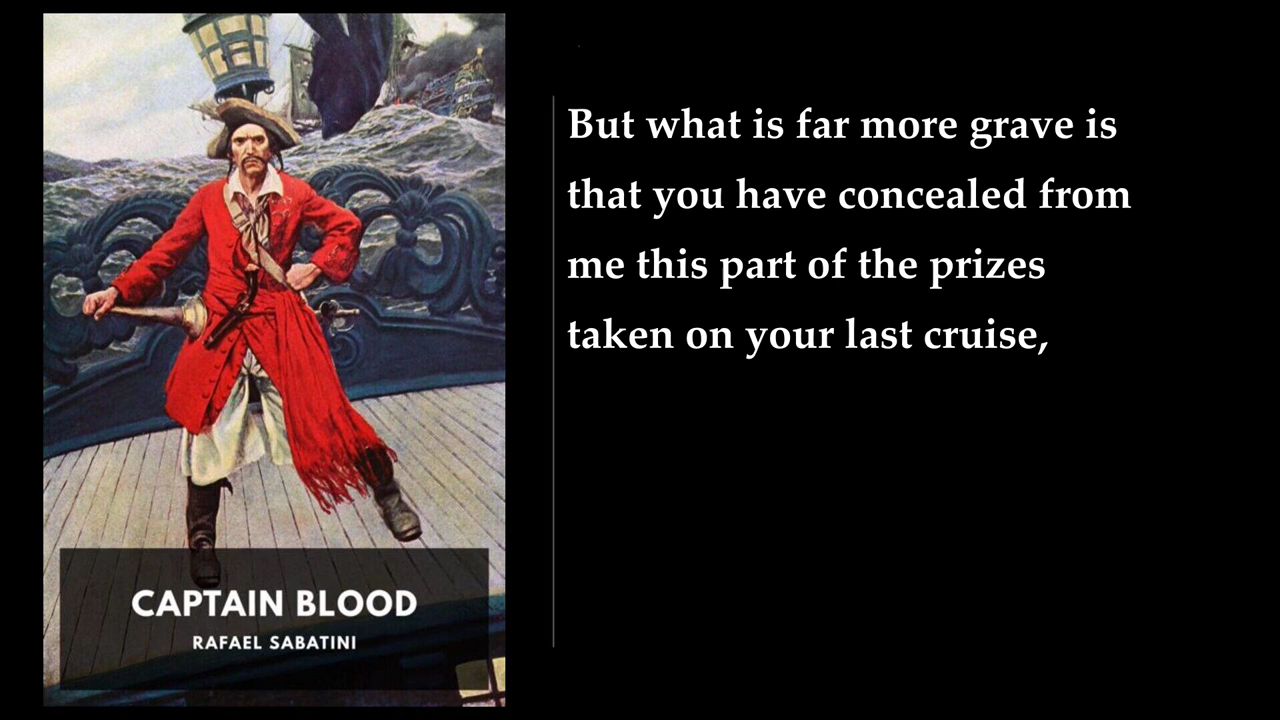 But what is far more grave is
that you have concealed from
me this part of the prizes
taken on your last cruise,
CAPTAIN BLOOD
RAFAEL SABATINI